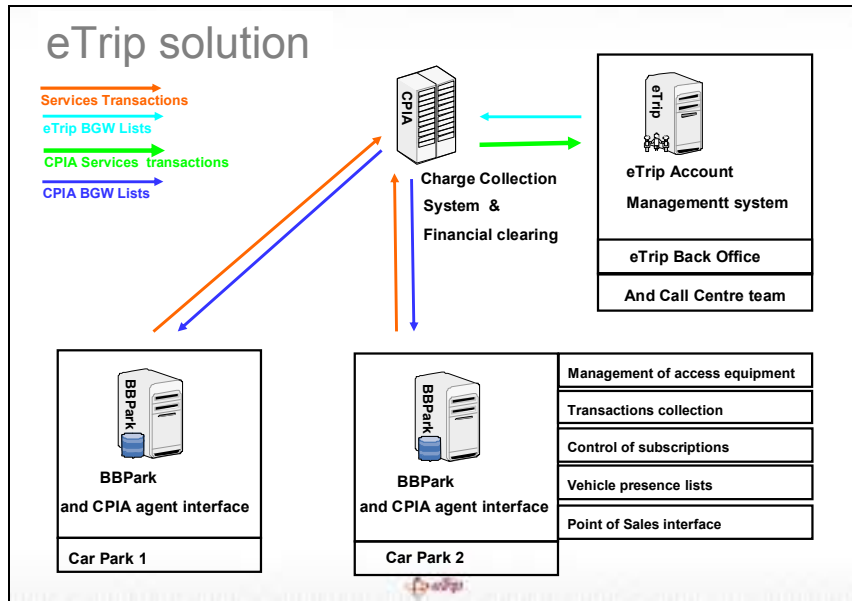 eTrip solution
Services Transactions
eTrip BGW Lists
CPIA Services transactions
CPIA BGW Lists
CPIA
Charge Collection
System &
Financial clearing
eTrip
eTrip Account
Managementt system
eTrip Back Office
And Call Centre team
BBPark
BBPark
and CPIA agent interface
Car Park 1
BBPark
BBPark
and CPIA agent interface
Car Park 2
Management of access equipment
Transactions collection
Control of subscriptions
Vehicle presence lists
Point of Sales interface